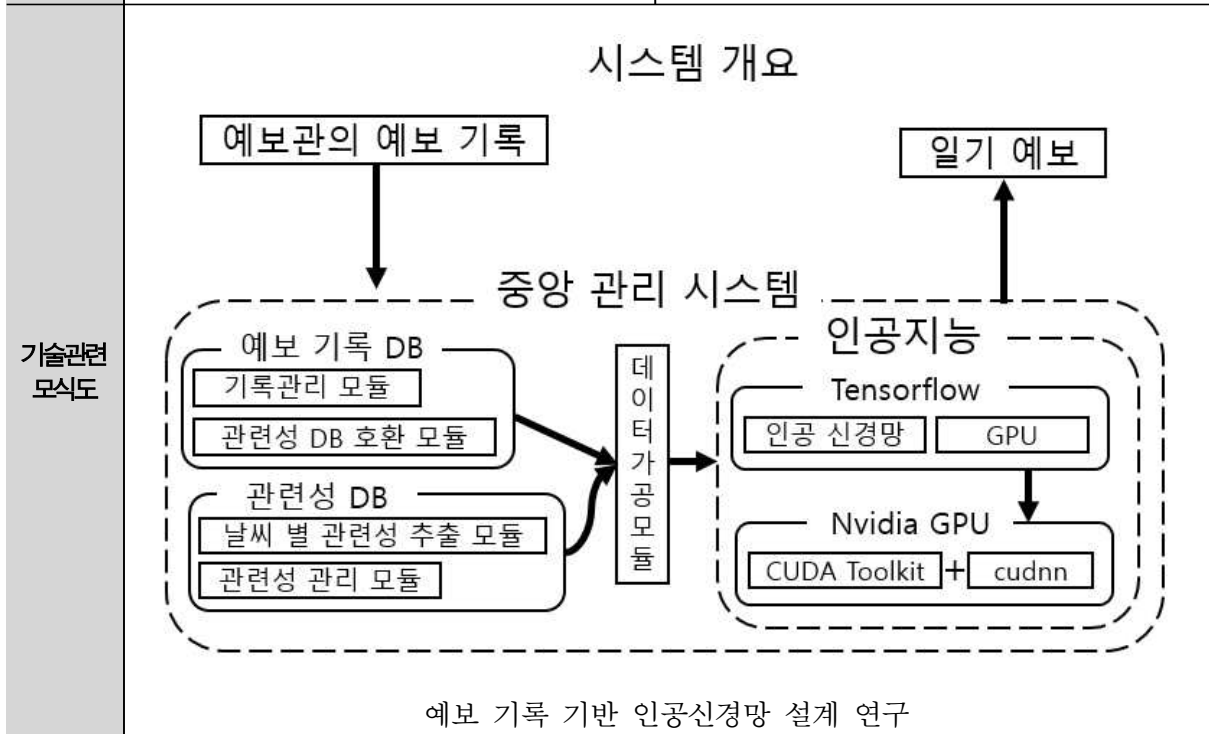 시스템 개요
예보관의 예보 기록
일기 예보
중앙 관리 시스템
기술관련
모식도
예보 기록 DB
기록관리 모듈
관련성 DB 호환 모듈
관련성 DB
날씨 별 관련성 추출 모듈
관련성 관리 모듈
데
이
터
가
공
모
듈
인공지능
Tensorflow
인공 신경망
GPU
Nvidia GPU
CUDA Toolkit
+
cudnn
예보 기록 기반 인공신경망 설계 연구